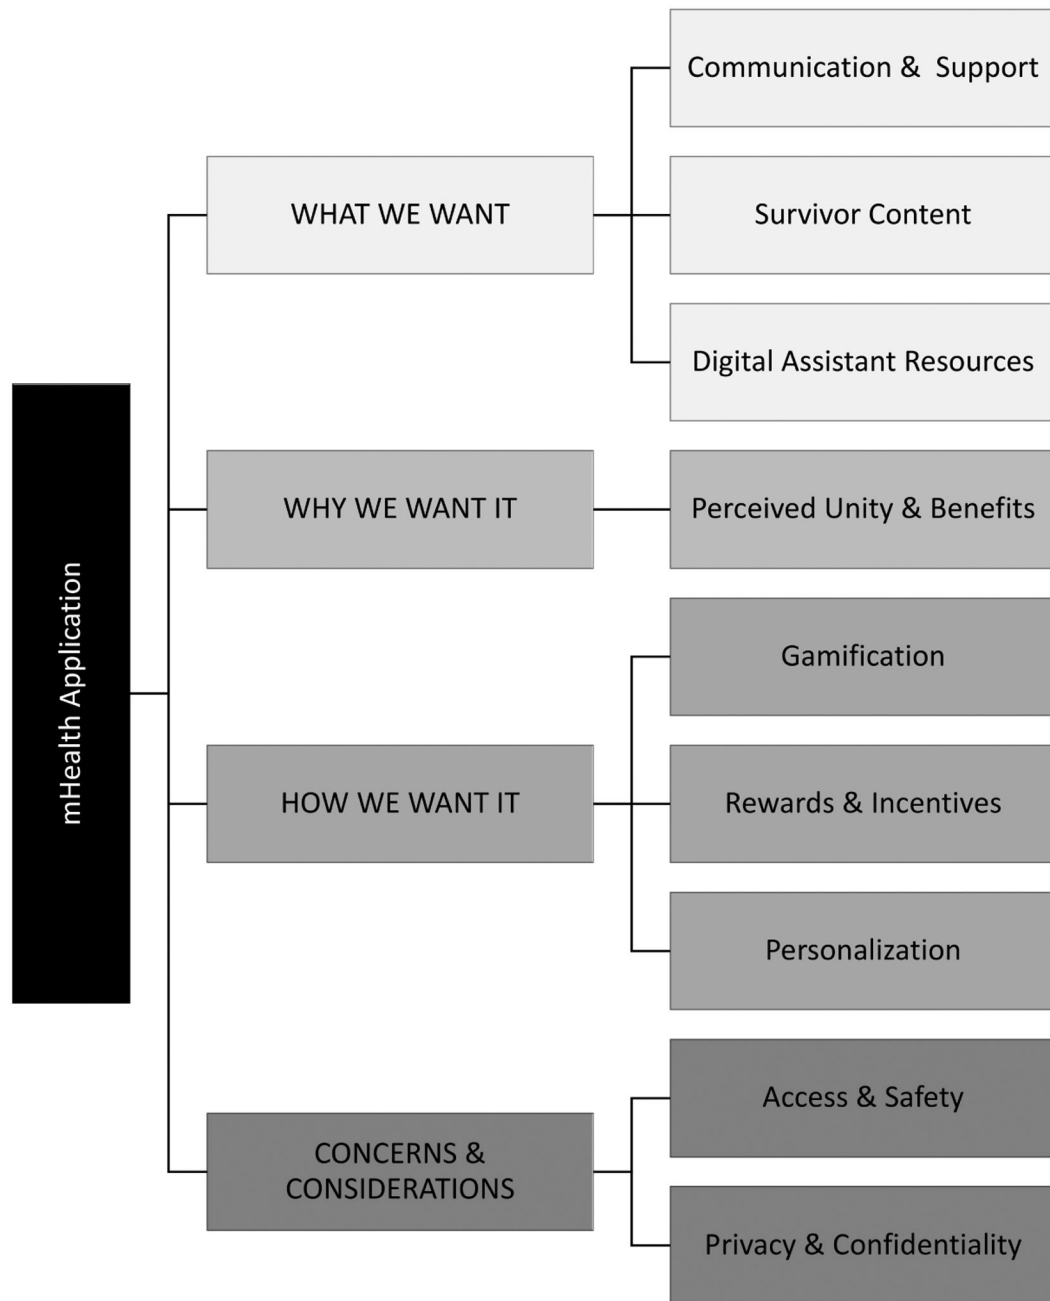 mHealth Application
WHAT WE WANT
Communication & Support
Survivor Content
Digital Assistant Resources
WHY WE WANT IT
Perceived Unity & Benefits
HOW WE WANT IT
Gamification
Rewards & Incentives
Personalization
CONCERNS &
CONSIDERATIONS
Access & Safety
Privacy & Confidentiality